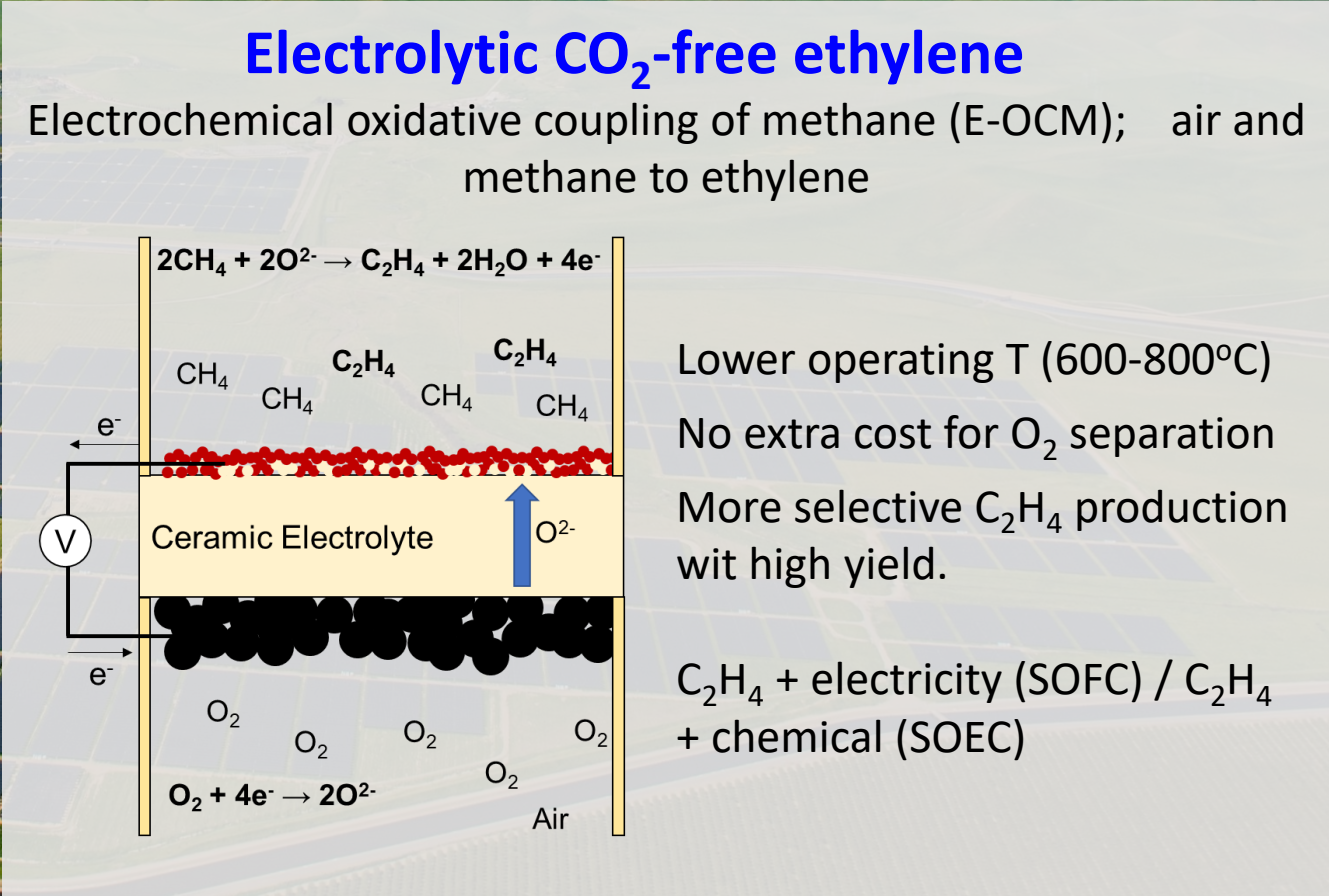 Electrolytic CO₂-free ethylene
Electrochemical oxidative coupling of methane (E-OCM); air and
methane to ethylene
2CH₄ + 2O²⁻ → C₂H₄ + 2H₂O + 4e⁻
C₂H₄
C₂H₄
CH₄
CH₄
CH₄
CH₄
e⁻
V
Ceramic Electrolyte
O²⁻
e⁻
O₂
O₂
O₂
O₂
O₂
O₂ + 4e⁻ → 2O²⁻
Air
Lower operating T (600-800ᵒC)
No extra cost for O₂ separation
More selective C₂H₄ production
wit high yield.
C₂H₄ + electricity (SOFC) / C₂H₄
+ chemical (SOEC)